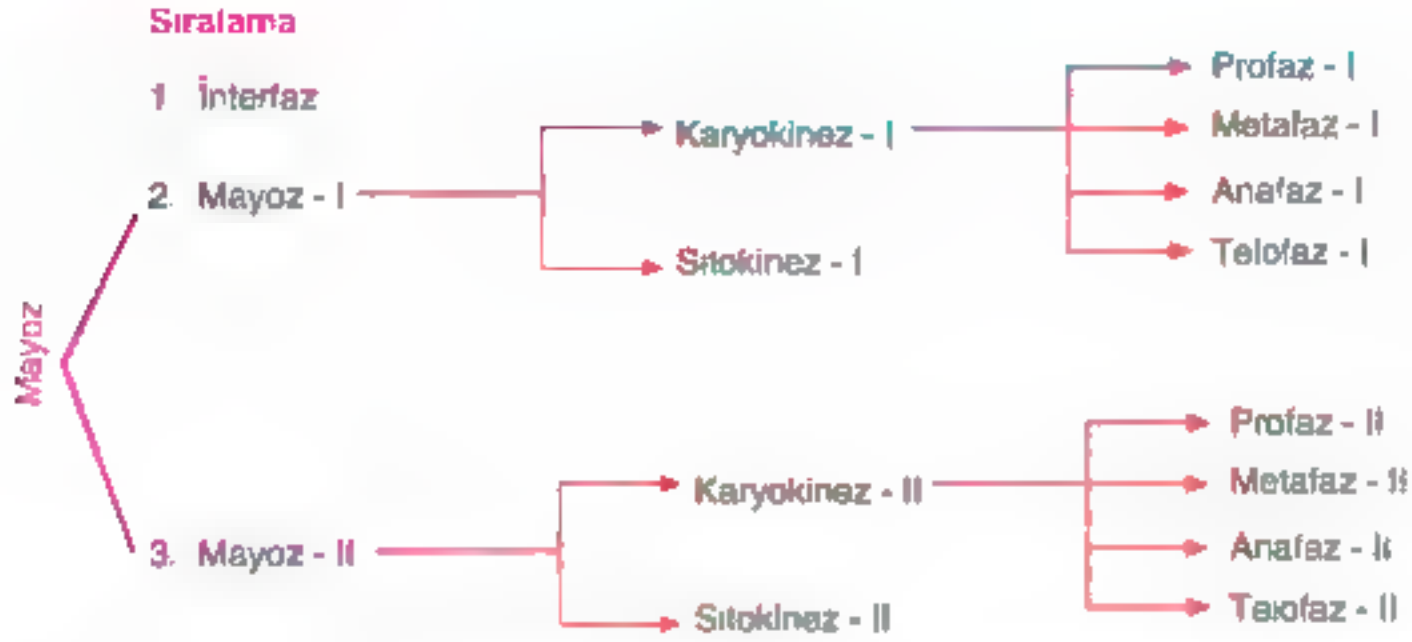 Sıralama
1. İnterfaz
2. Mayoz - I
Karyokinez - I
Sitokinez - I
Profaz - I
Metafaz - I
Anafaz - I
Telofaz - I
Mayoz
3. Mayoz - II
Karyokinez - II
Sitokinez - II
Profaz - II
Metafaz - II
Anafaz - II
Telofaz - II